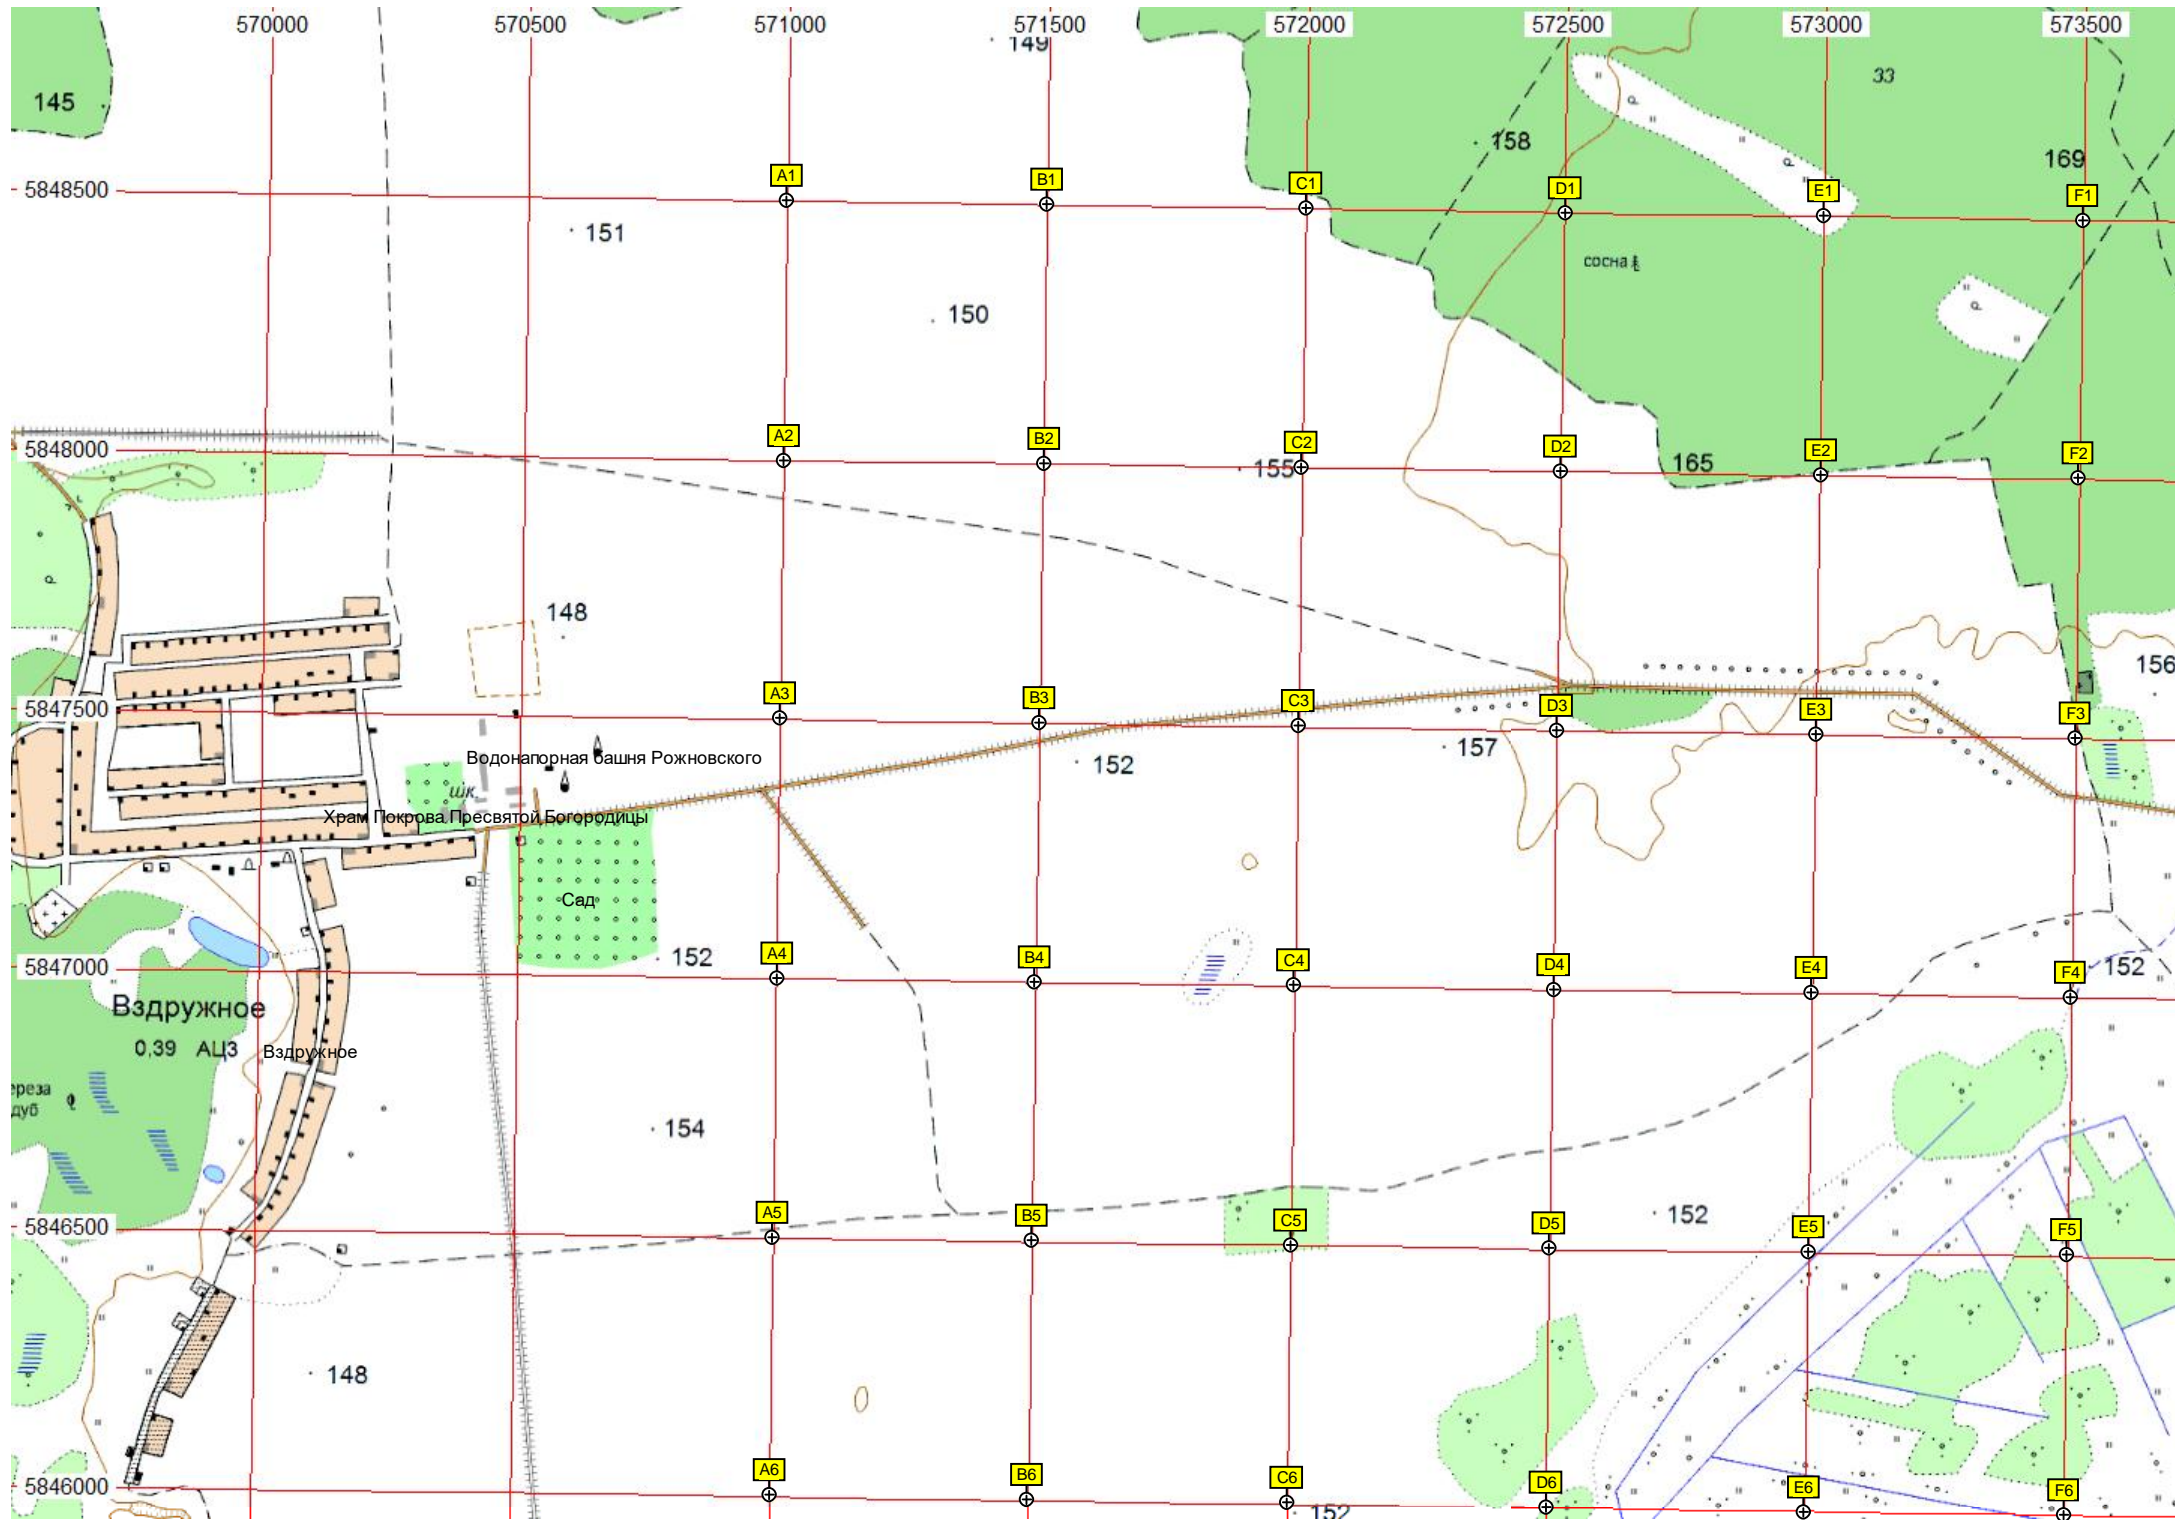 570000 570500 571000 571500 572000 572500 573000 573500
149
33
145
158
169
A1 B1 C1 D1 E1 F1
5848500
151
сосна
150
A2 B2 C2 D2 E2 F2
5848000
155 165
148
156
A3 B3 C3 D3 E3 F3
5847500
157
Водонапорная башня Рожновского
152
шк.
Храм Покрова Пресвятой Богородицы
Сад
A4 B4 C4 D4 E4 F4
152
5847000
152
Вздружное
0,39 АЦЗ
Вздружное
ереза
дуб
154
A5 B5 C5 D5 E5 F5
152
5846500
148
A6 B6 C6 D6 E6 F6
5846000
152